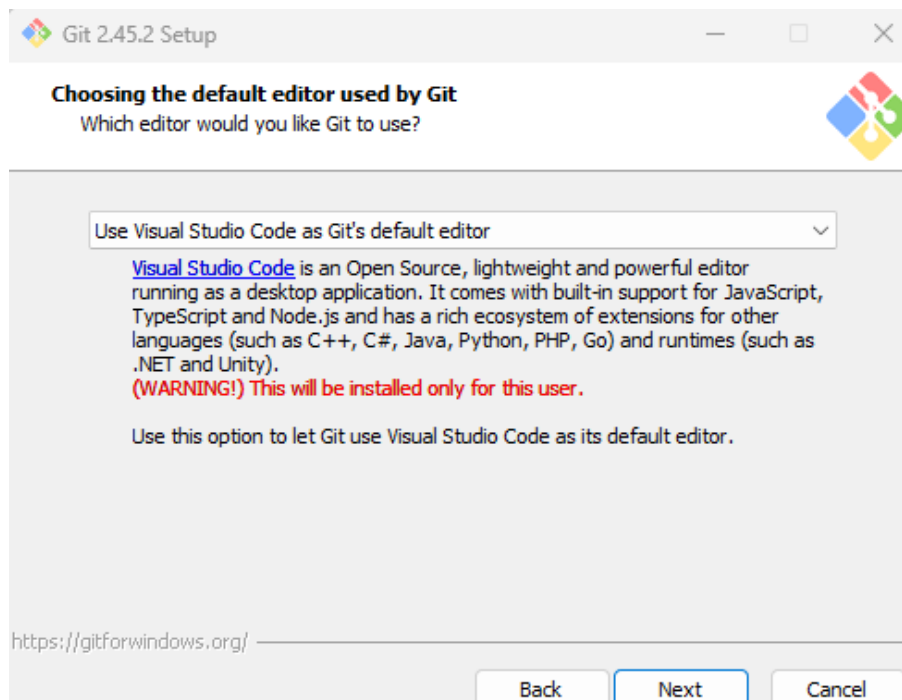 Git 2.45.2 Setup
Choosing the default editor used by Git
Which editor would you like Git to use?
Use Visual Studio Code as Git's default editor
Visual Studio Code is an Open Source, lightweight and powerful editor
running as a desktop application. It comes with built-in support for JavaScript,
TypeScript and Node.js and has a rich ecosystem of extensions for other
languages (such as C++, C#, Java, Python, PHP, Go) and runtimes (such as
.NET and Unity).
(WARNING!) This will be installed only for this user.
Use this option to let Git use Visual Studio Code as its default editor.
https://gitforwindows.org/
Back Next Cancel